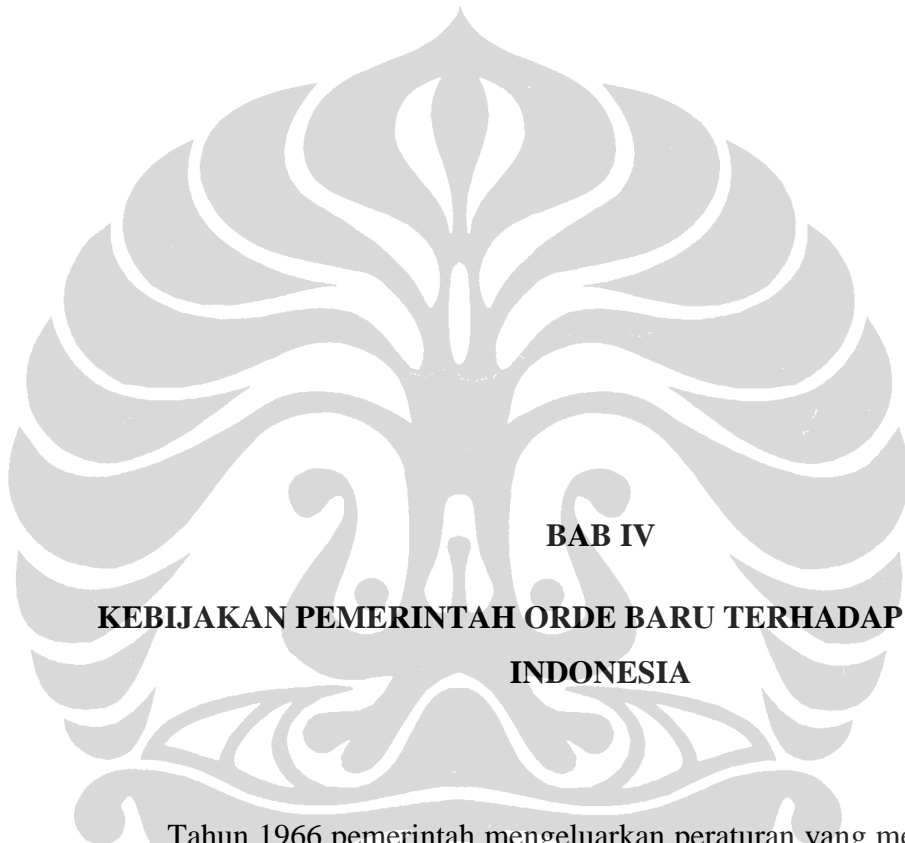 BAB IV
KEBIJAKAN PEMERINTAH ORDE BARU TERHADAP
INDONESIA
Tahun 1966 pemerintah mengeluarkan peraturan yang